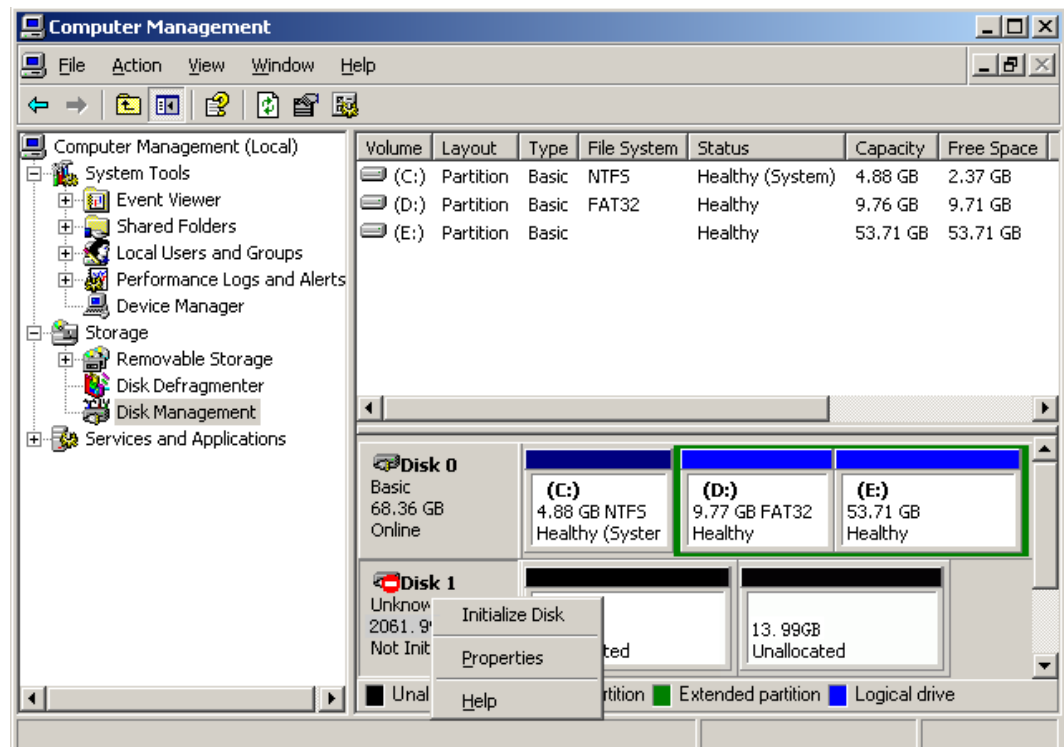 Computer Management
File Action View Window Help
Computer Management (Local)
System Tools
Event Viewer
Shared Folders
Local Users and Groups
Performance Logs and Alerts
Device Manager
Storage
Removable Storage
Disk Defragmenter
Disk Management
Services and Applications
Volume Layout Type File System Status Capacity Free Space
(C:) Partition Basic NTFS Healthy (System) 4.88 GB 2.37 GB
(D:) Partition Basic FAT32 Healthy 9.76 GB 9.71 GB
(E:) Partition Basic Healthy 53.71 GB 53.71 GB
Disk 0
Basic
68.36 GB
Online
(C:)
4.88 GB NTFS
Healthy (Syster
(D:)
9.77 GB FAT32
Healthy
(E:)
53.71 GB
Healthy
Disk 1
Unknow
2061.9
Not Init
ted
13.99GB
Unallocated
Initialize Disk
Properties
Help
Unal rtition Extended partition Logical drive